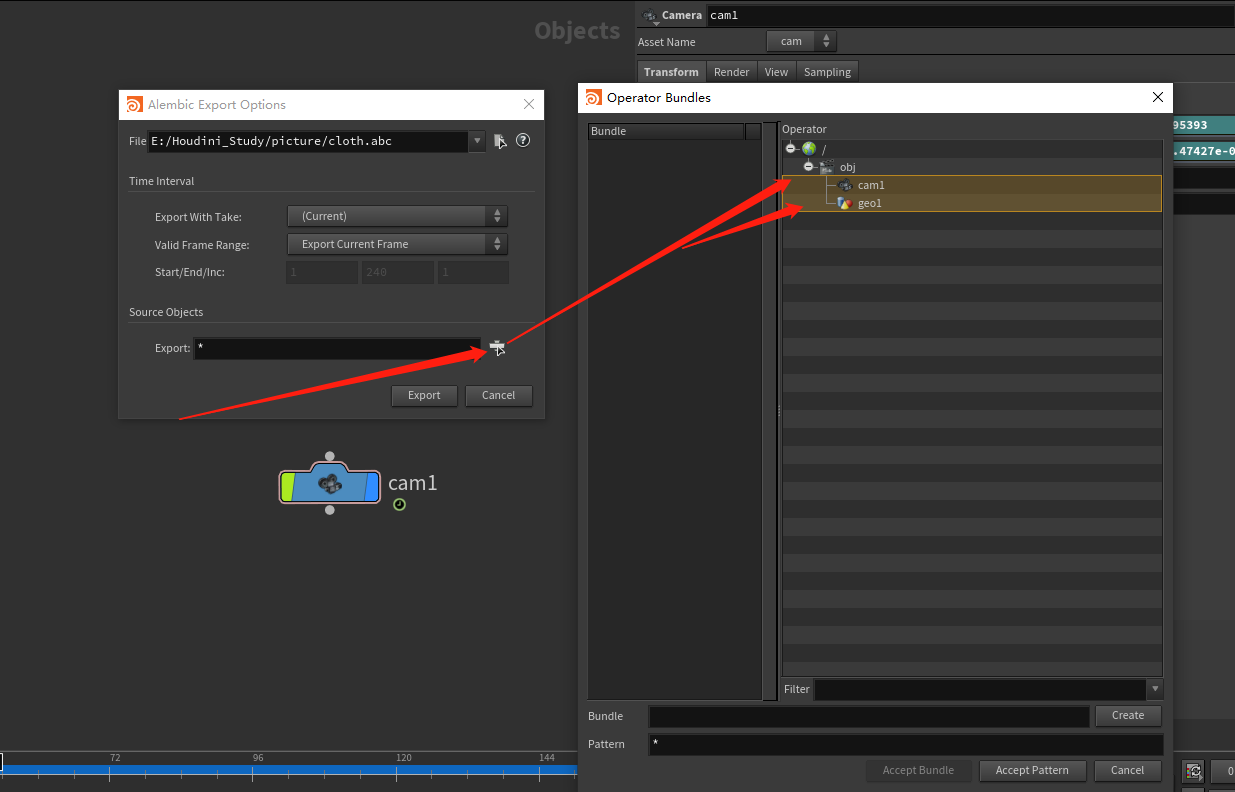 Objects
Camera cam1
Asset Name cam
Transform Render View Sampling
Alembic Export Options
File E:/Houdini_Study/picture/cloth.abc
Time Interval
Export With Take: (Current)
Valid Frame Range: Export Current Frame
Start/End/Inc: 1 240 1
Source Objects
Export: *
Export Cancel
Operator Bundles
Bundle
Operator
/
obj
cam1
geo1
Filter
Bundle Create
Pattern *
Accept Bundle Accept Pattern Cancel
95393
.47427e-0
cam1
72 96 120 144
0